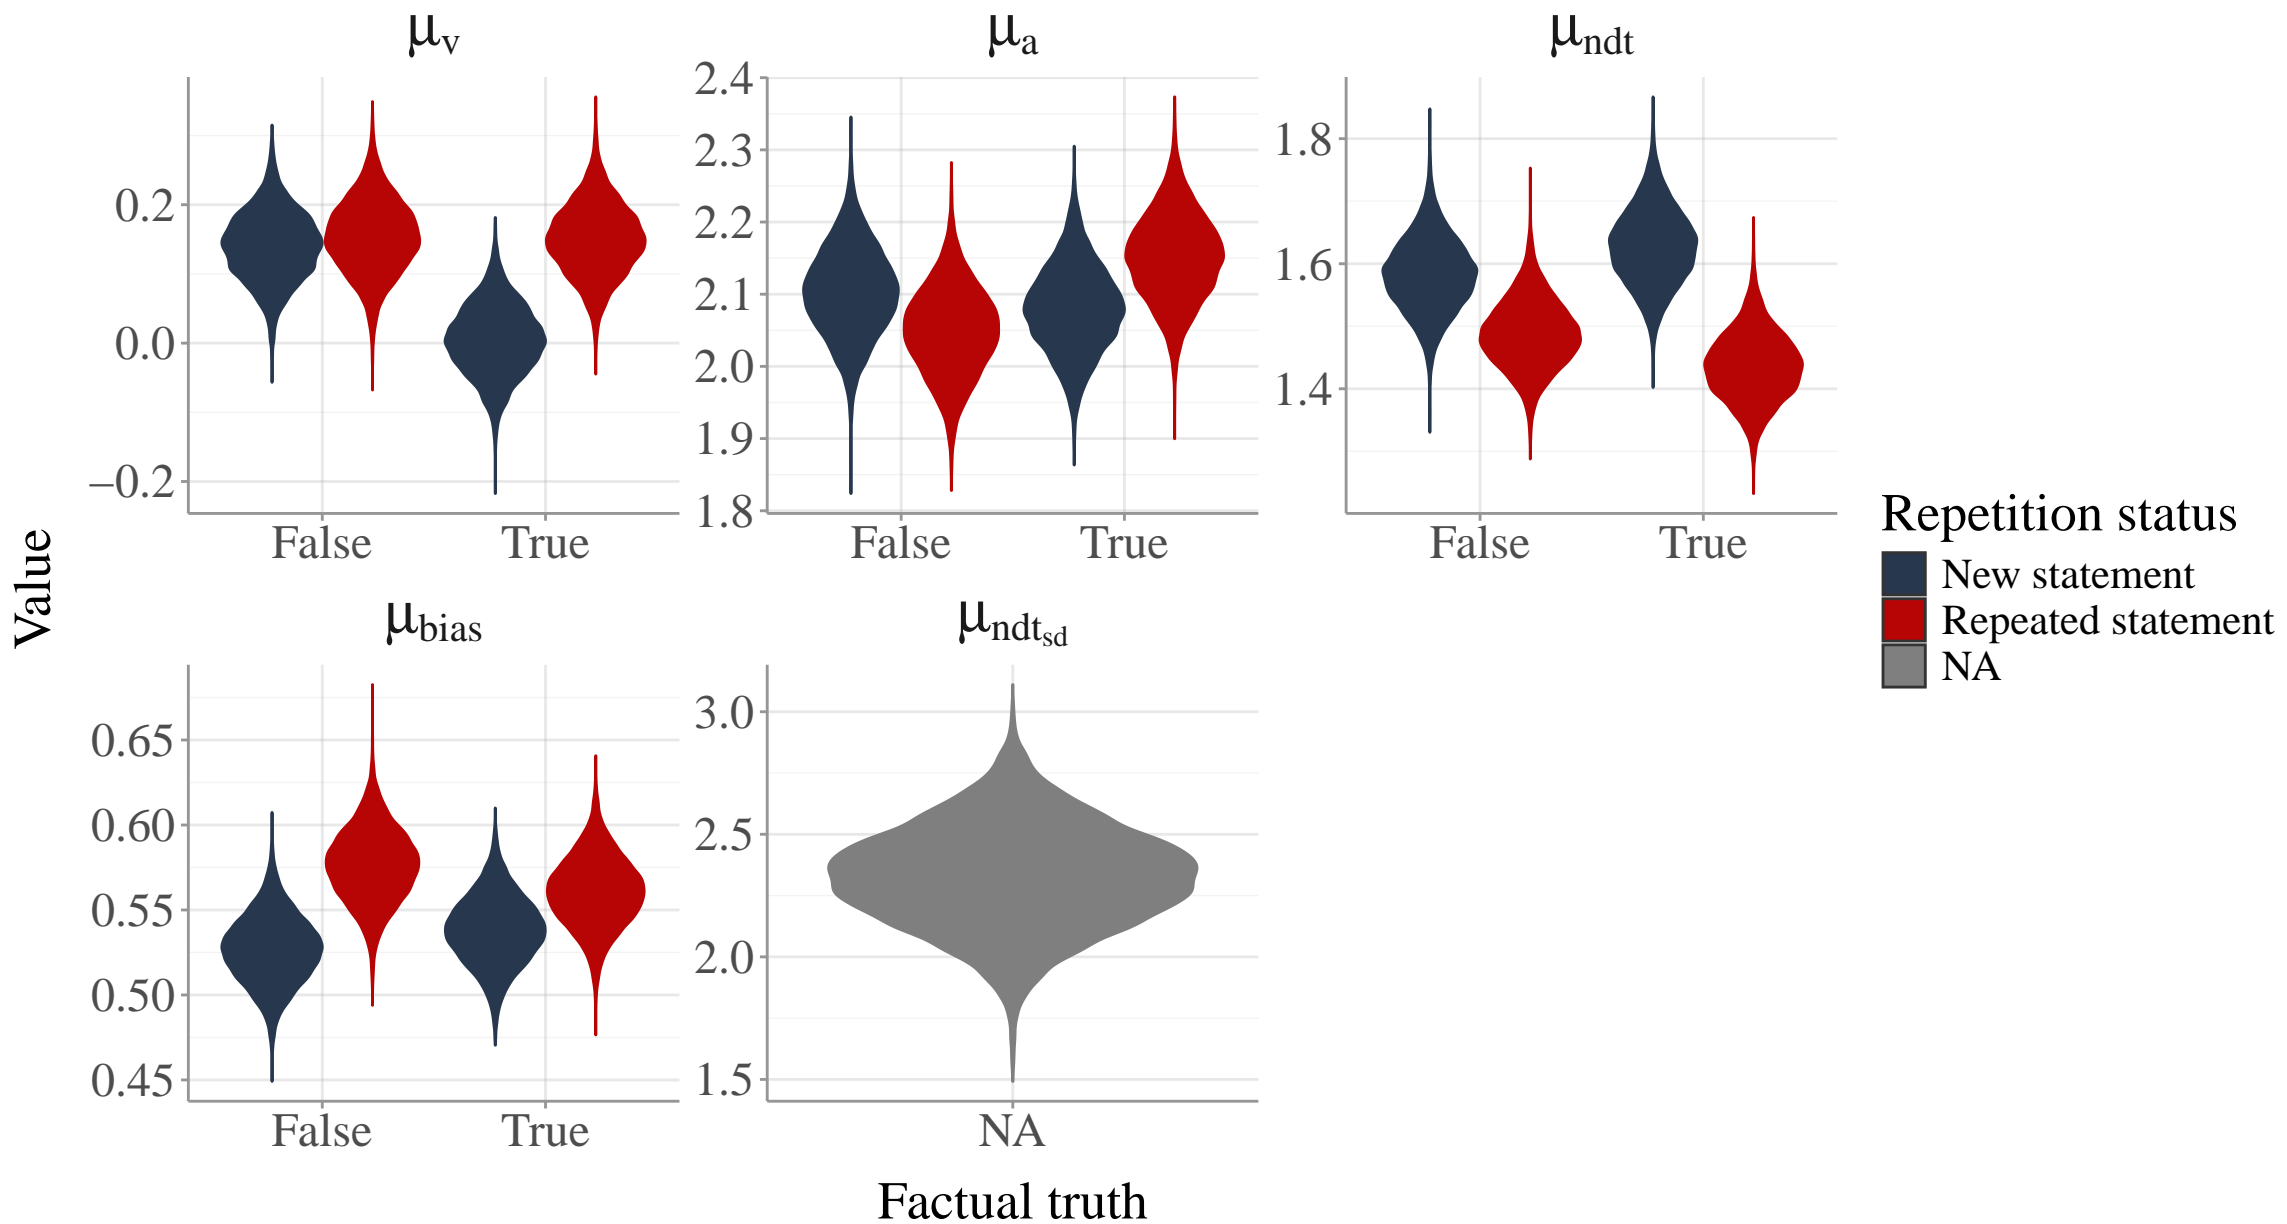 μv
μa
μndt
0.2
0.0
−0.2
False
True
2.4
2.3
2.2
2.1
2.0
1.9
1.8
False
True
1.8
1.6
1.4
False
True
Value
μbias
μndtsd
0.65
0.60
0.55
0.50
0.45
False
True
3.0
2.5
2.0
1.5
NA
Factual truth
Repetition status
New statement
Repeated statement
NA